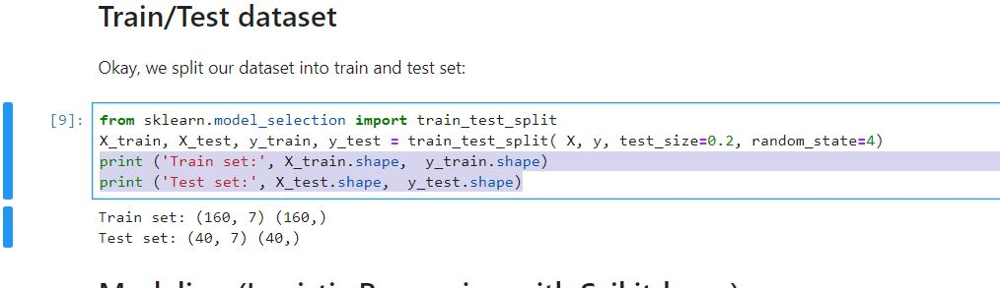 Train/Test dataset
Okay, we split our dataset into train and test set:
[9]:
from sklearn.model_selection import train_test_split
X_train, X_test, y_train, y_test = train_test_split( X, y, test_size=0.2, random_state=4)
print ('Train set:', X_train.shape,  y_train.shape)
print ('Test set:', X_test.shape,  y_test.shape)
Train set: (160, 7) (160,)
Test set: (40, 7) (40,)